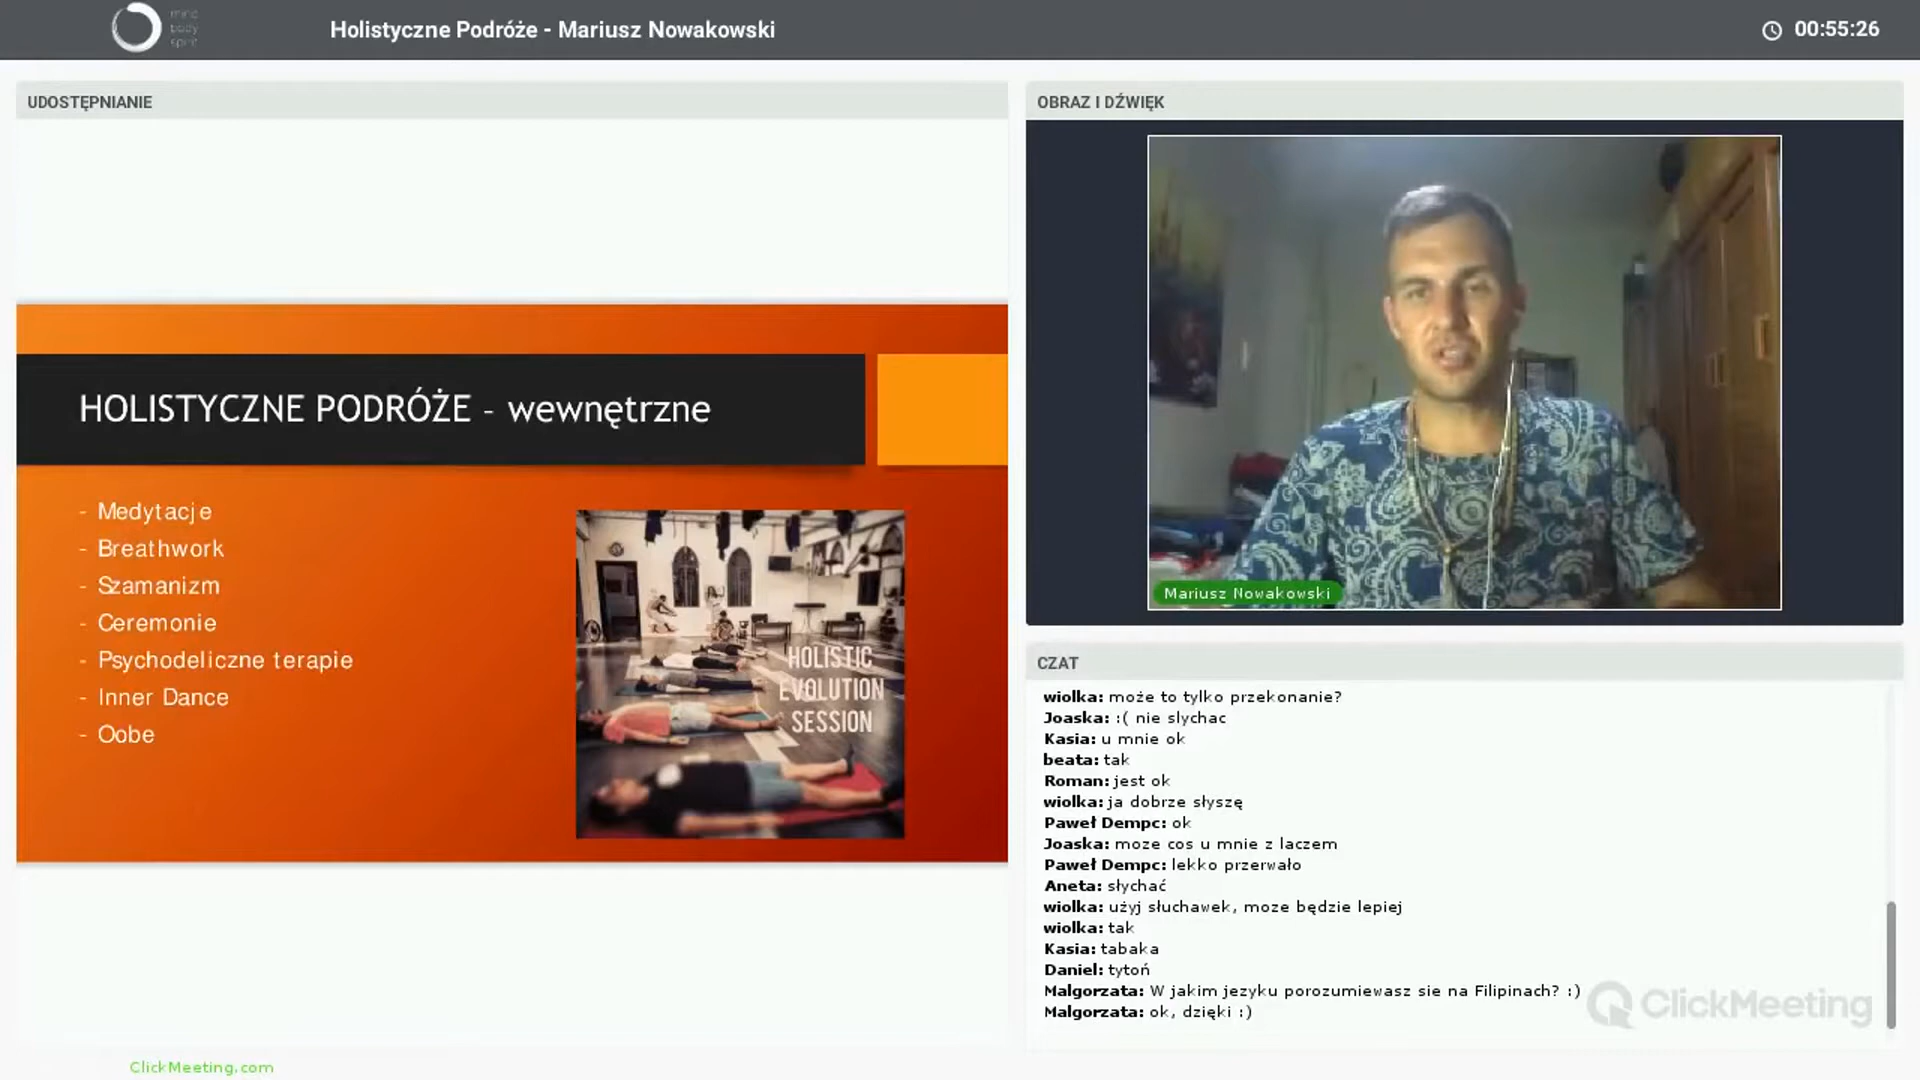 mind
body
spirit
Holistyczne Podróże - Mariusz Nowakowski
00:55:26
UDOSTĘPNIANIE
HOLISTYCZNE PODRÓŻE - wewnętrzne
- Medytacje
- Breathwork
- Szamanizm
- Ceremonie
- Psychodeliczne terapie
- Inner Dance
- Oobe
HOLISTIC
EVOLUTION
SESSION
OBRAZ I DŹWIĘK
Mariusz Nowakowski
CZAT
wiolka: może to tylko przekonanie?
Joaska: :( nie slychac
Kasia: u mnie ok
beata: tak
Roman: jest ok
wiolka: ja dobrze słyszę
Paweł Dempc: ok
Joaska: moze cos u mnie z laczem
Paweł Dempc: lekko przerwało
Aneta: słychać
wiolka: użyj słuchawek, moze będzie lepiej
wiolka: tak
Kasia: tabaka
Daniel: tytoń
Malgorzata: W jakim jezyku porozumiewasz sie na Filipinach? :)
Malgorzata: ok, dzięki :)
ClickMeeting
ClickMeeting.com